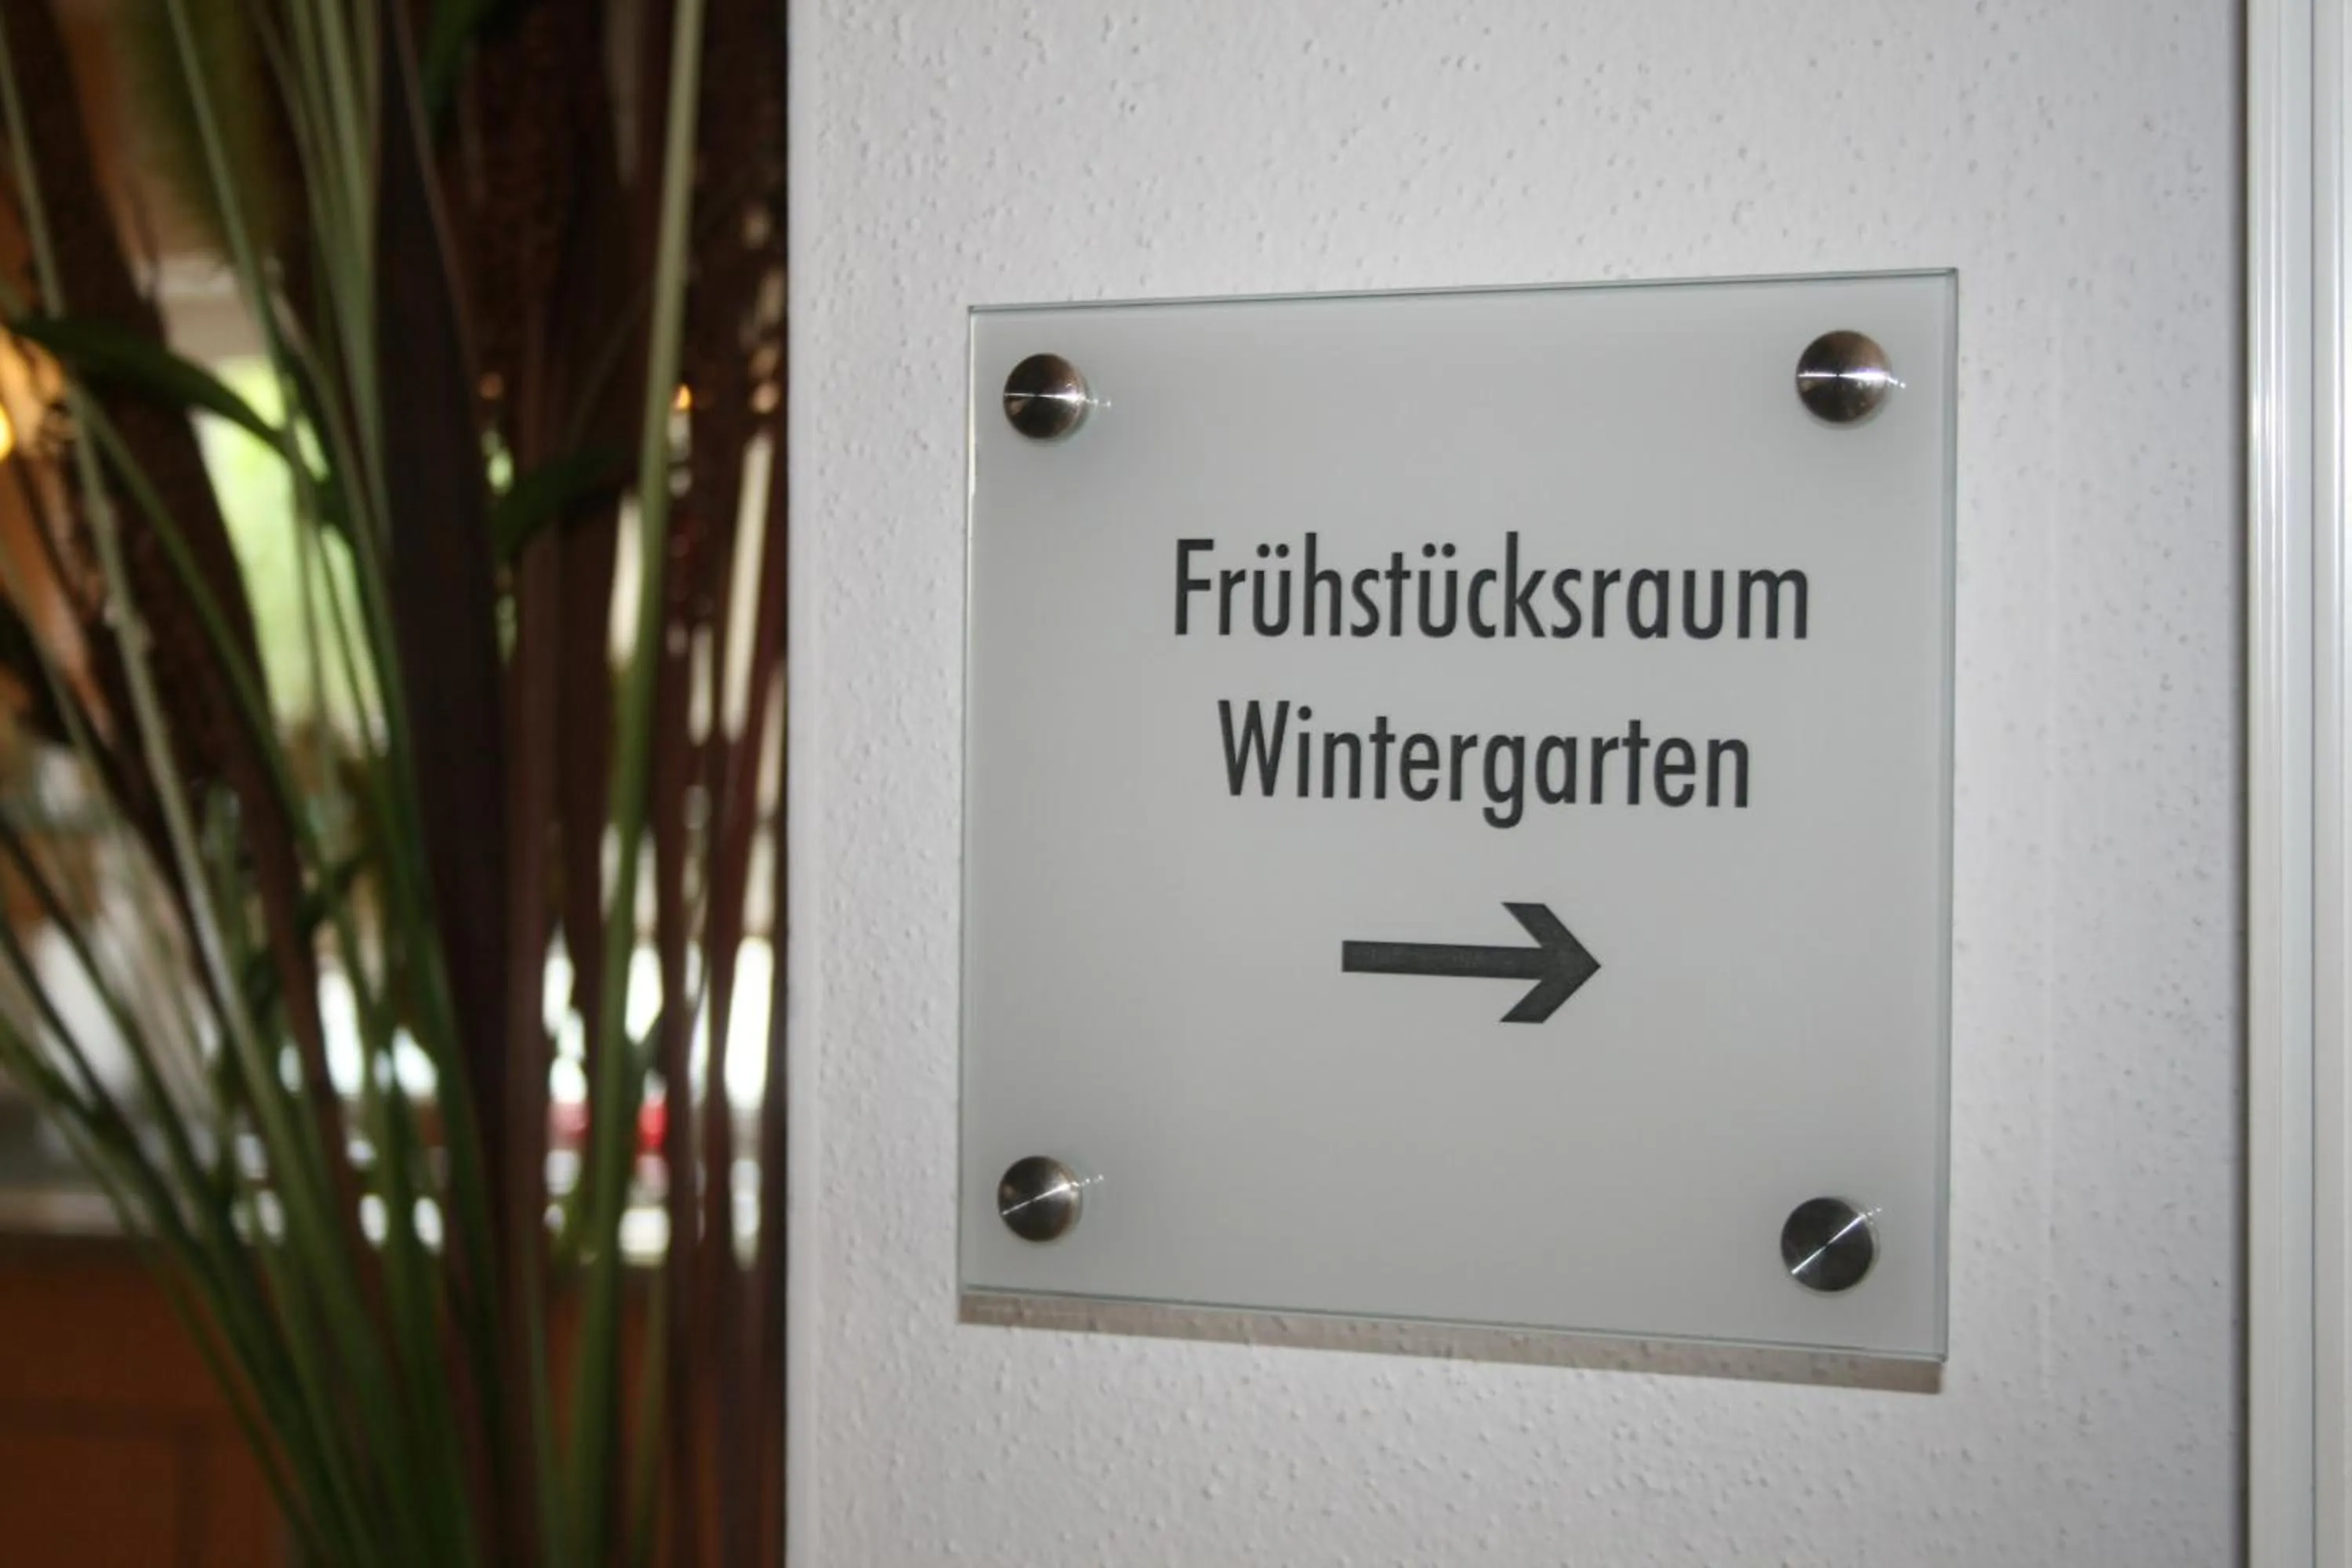 Frühstücksraum
Wintergarten
→